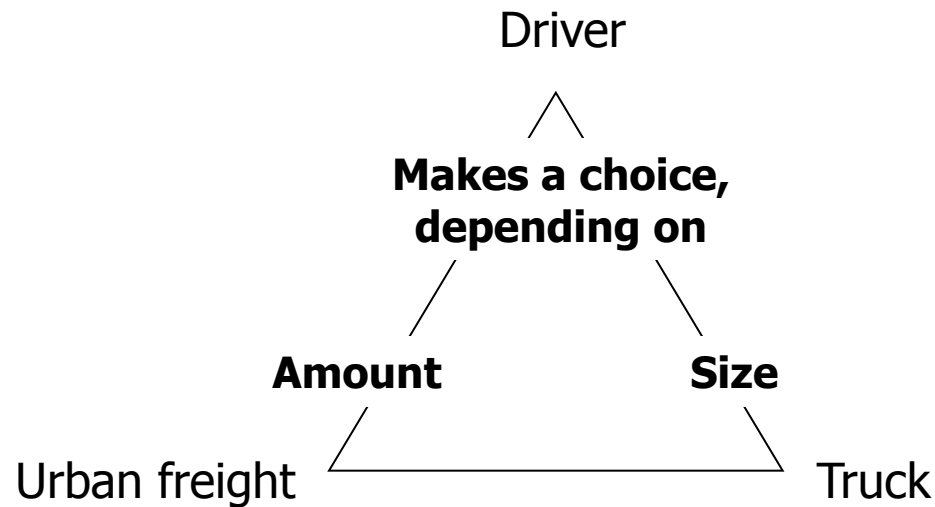 Driver
Makes a choice,
depending on
Amount
Size
Urban freight
Truck